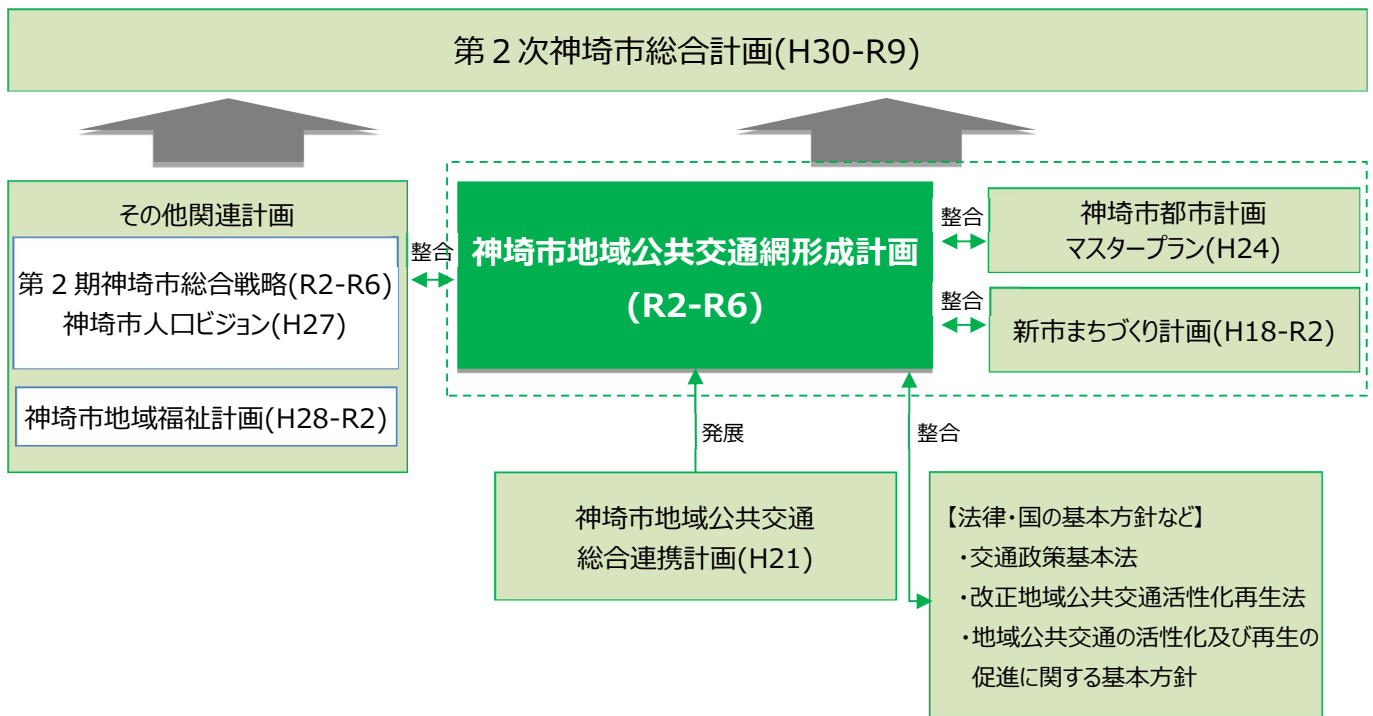 第２次神埼市総合計画(H30-R9)
その他関連計画
第２期神埼市総合戦略(R2-R6)
神埼市人口ビジョン(H27)
神埼市地域福祉計画(H28-R2)
整合
神埼市地域公共交通網形成計画
(R2-R6)
整合
神埼市都市計画
マスタープラン(H24)
整合
新市まちづくり計画(H18-R2)
発展
整合
神埼市地域公共交通
総合連携計画(H21)
【法律・国の基本方針など】
・交通政策基本法
・改正地域公共交通活性化再生法
・地域公共交通の活性化及び再生の
促進に関する基本方針